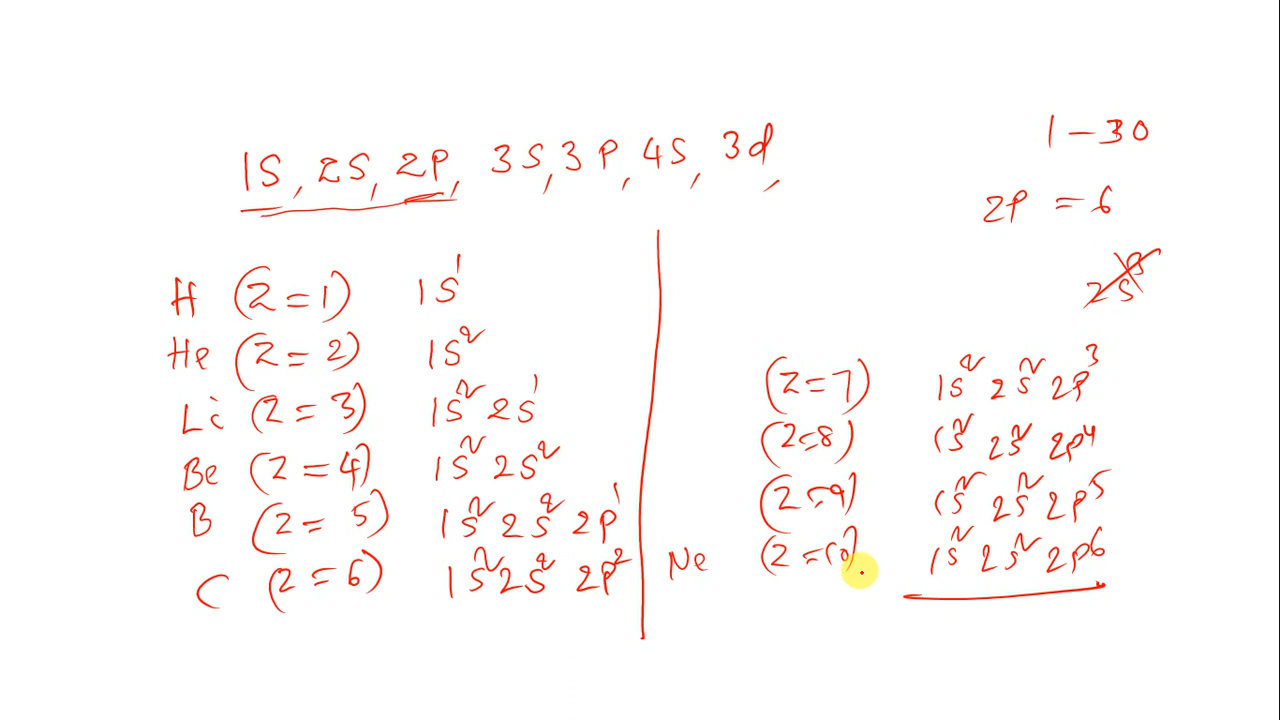 1S, 2S, 2P, 3S, 3P, 4S, 3d,
1 – 30
2P = 6
H (Z = 1) 1S¹
He (Z = 2) 1S²
Li (Z = 3) 1S² 2S¹
Be (Z = 4) 1S² 2S²
B (Z = 5) 1S² 2S² 2P¹
C (Z = 6) 1S² 2S² 2P²
(Z = 7) 1S² 2S² 2P³
(Z = 8) 1S² 2S² 2P⁴
(Z = 9) 1S² 2S² 2P⁵
Ne (Z = 10) 1S² 2S² 2P⁶